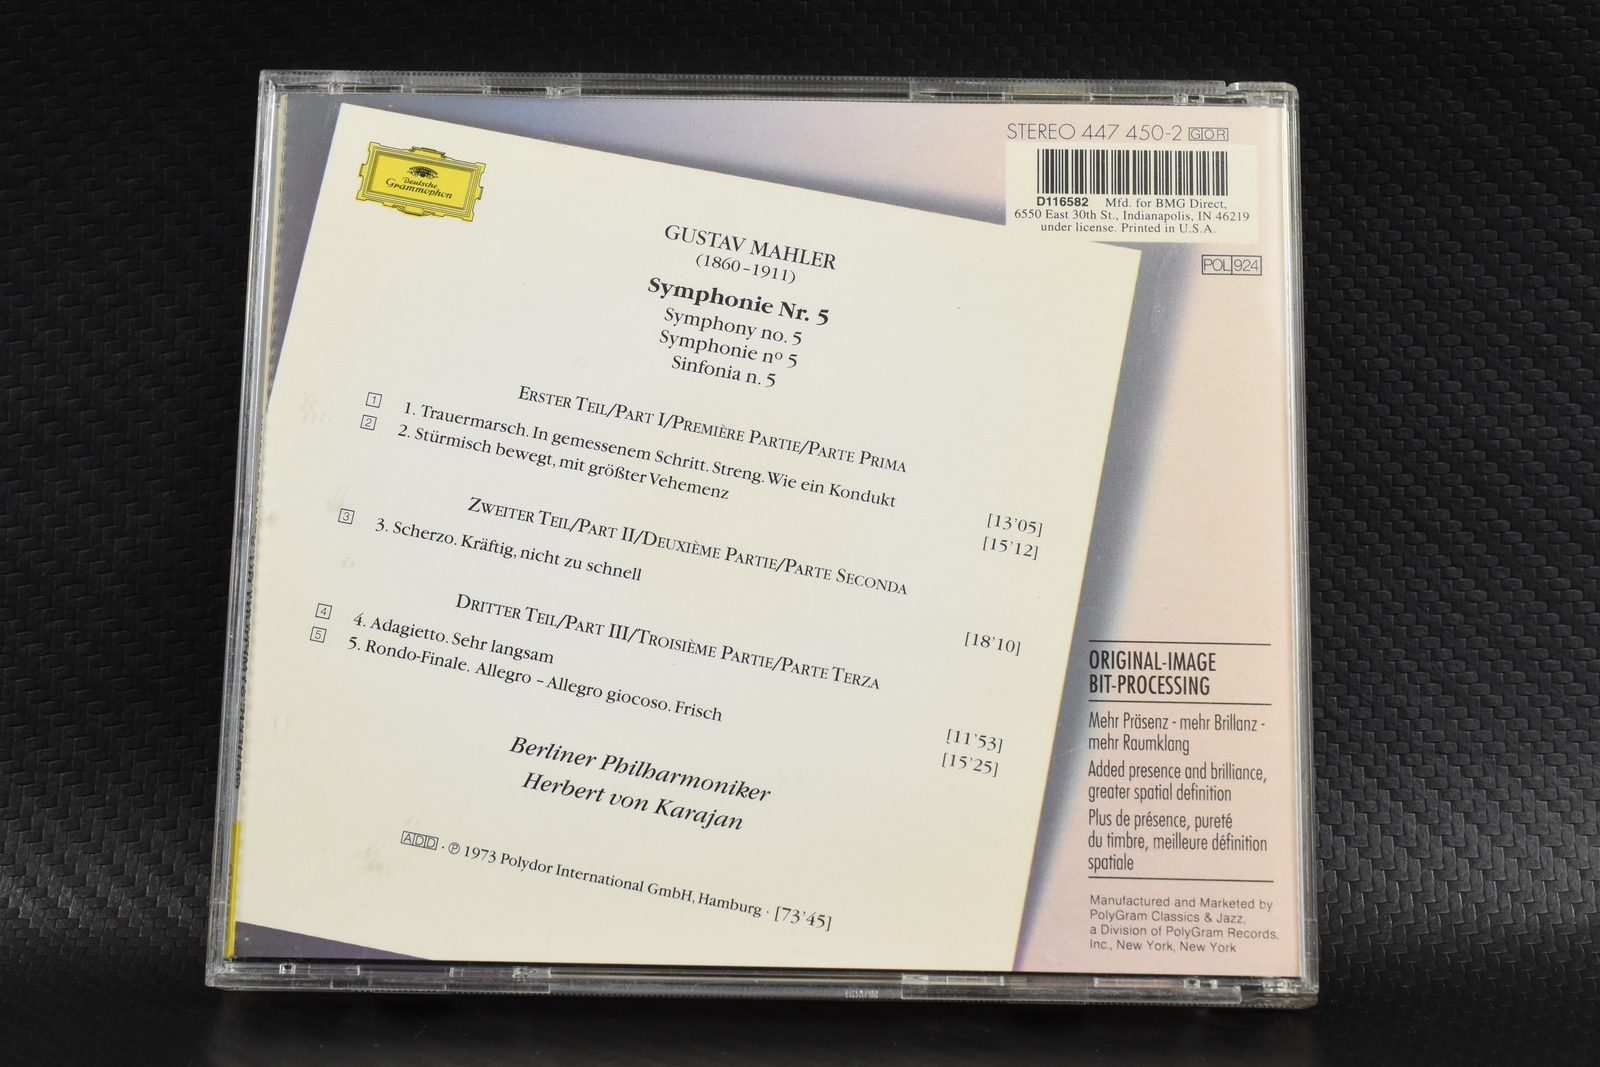 STEREO 447 450-2 GOR
D116582 Mfd. for BMG Direct,
6550 East 30th St., Indianapolis, IN 46219
under license. Printed in U.S.A.
POL 924
Deutsche
Grammophon
GUSTAV MAHLER
(1860-1911)
Symphonie Nr. 5
Symphony no. 5
Symphonie nº 5
Sinfonia n. 5
ERSTER TEIL/PART I/PREMIÈRE PARTIE/PARTE PRIMA
1 1. Trauermarsch. In gemessenem Schritt. Streng. Wie ein Kondukt [13'05]
2 2. Stürmisch bewegt, mit größter Vehemenz [15'12]
ZWEITER TEIL/PART II/DEUXIÈME PARTIE/PARTE SECONDA
3 3. Scherzo. Kräftig, nicht zu schnell [18'10]
DRITTER TEIL/PART III/TROISIÈME PARTIE/PARTE TERZA
4 4. Adagietto. Sehr langsam [11'53]
5 5. Rondo-Finale. Allegro – Allegro giocoso. Frisch [15'25]
Berliner Philharmoniker
Herbert von Karajan
ADD · ℗ 1973 Polydor International GmbH, Hamburg · [73'45]
ORIGINAL-IMAGE
BIT-PROCESSING
Mehr Präsenz - mehr Brillanz -
mehr Raumklang
Added presence and brilliance,
greater spatial definition
Plus de présence, pureté
du timbre, meilleure définition
spatiale
Manufactured and Marketed by
PolyGram Classics & Jazz,
a Division of PolyGram Records,
Inc., New York, New York